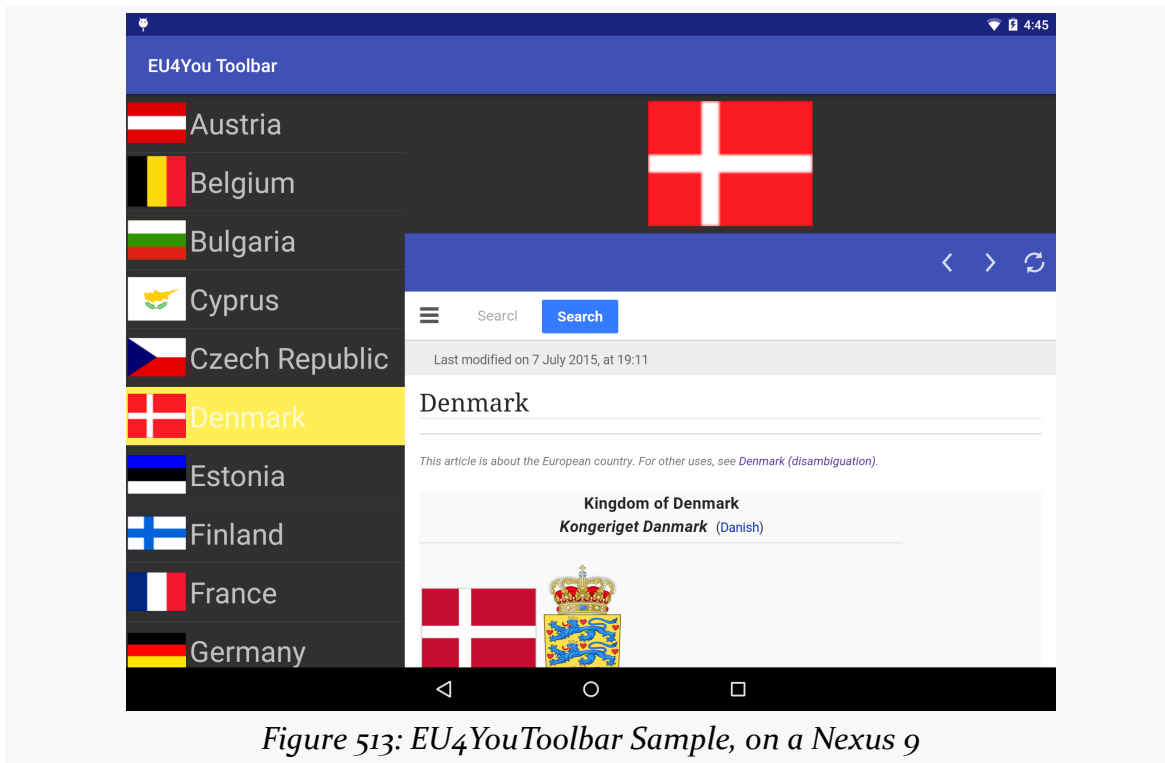 4:45
EU4You Toolbar
Austria
Belgium
Bulgaria
Cyprus
Czech Republic
Denmark
Estonia
Finland
France
Germany
Searcl
Search
Last modified on 7 July 2015, at 19:11
Denmark
This article is about the European country. For other uses, see Denmark (disambiguation).
Kingdom of Denmark
Kongeriget Danmark (Danish)
Figure 513: EU4YouToolbar Sample, on a Nexus 9